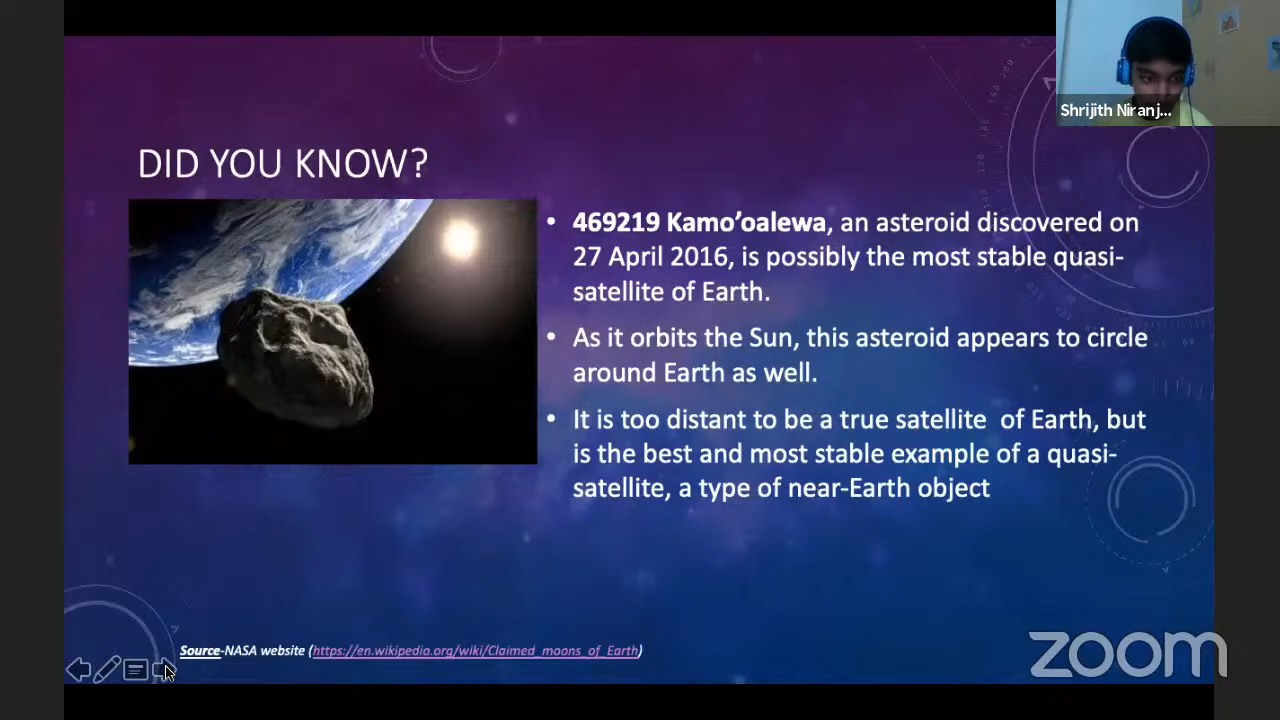 Shrijith Niranj...
DID YOU KNOW?
• 469219 Kamo’oalewa, an asteroid discovered on
27 April 2016, is possibly the most stable quasi-
satellite of Earth.
• As it orbits the Sun, this asteroid appears to circle
around Earth as well.
• It is too distant to be a true satellite  of Earth, but
is the best and most stable example of a quasi-
satellite, a type of near-Earth object
Source-NASA website (https://en.wikipedia.org/wiki/Claimed_moons_of_Earth)
zoom